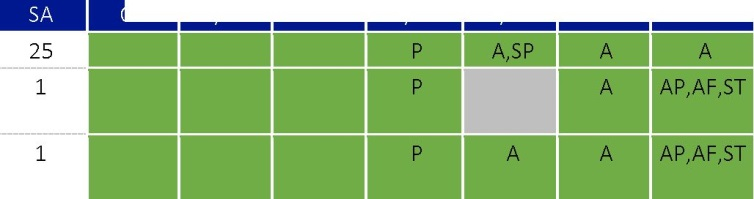 SA
25 P A,SP A A
1 P A AP,AF,ST
1 P A A AP,AF,ST